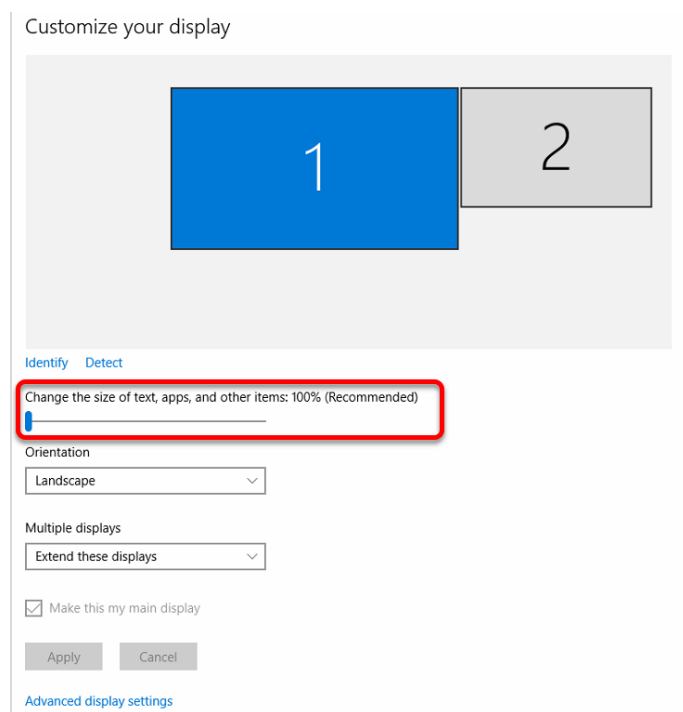 Customize your display
1
2
Identify Detect
Change the size of text, apps, and other items: 100% (Recommended)
Orientation
Landscape
Multiple displays
Extend these displays
Make this my main display
Apply Cancel
Advanced display settings